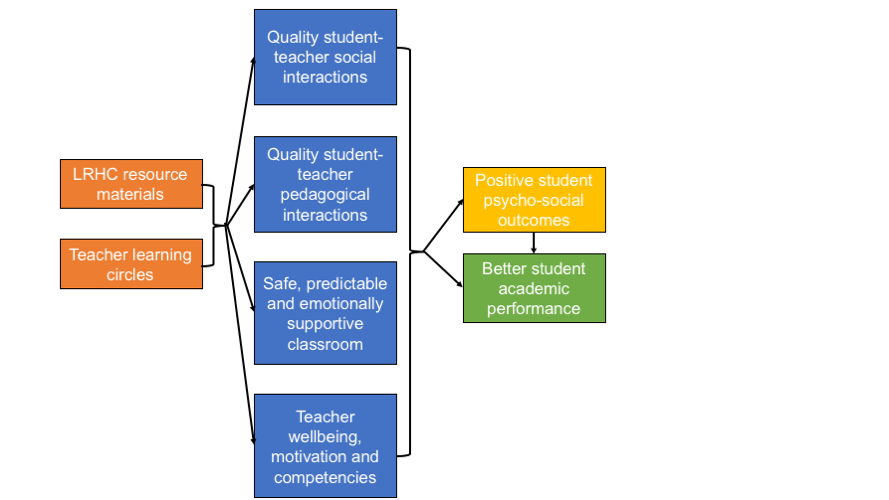 Quality student-
teacher social
interactions
Quality student-
teacher
pedagogical
interactions
LRHC resource
materials
Teacher learning
circles
Safe, predictable
and emotionally
supportive
classroom
Teacher
wellbeing,
motivation and
competencies
Positive student
psycho-social
outcomes
Better student
academic
performance